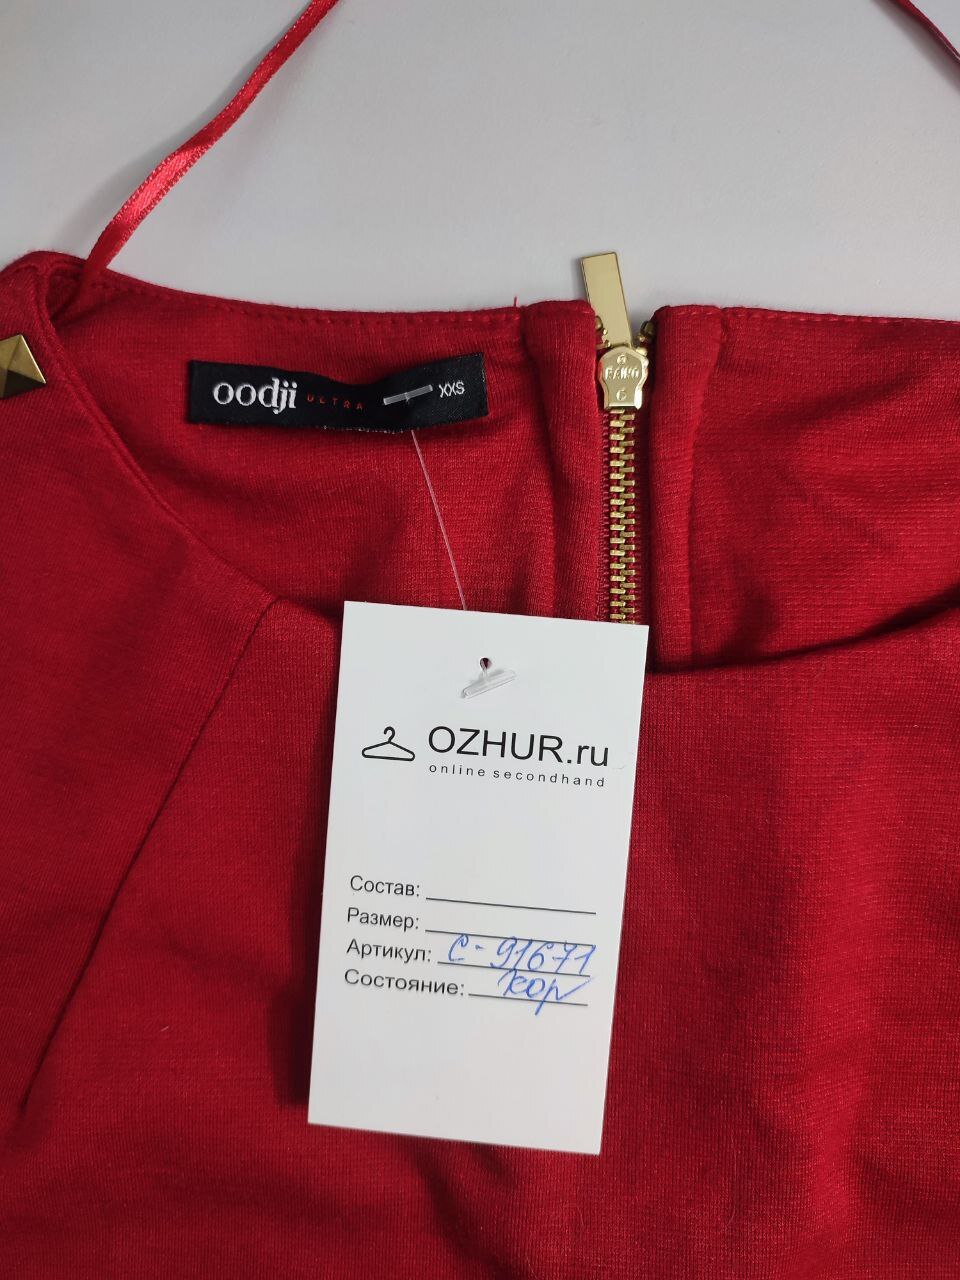 oodji ULTRA XXS
OZHUR.ru
online secondhand
Состав:
Размер:
Артикул: С-91671
Состояние: хор